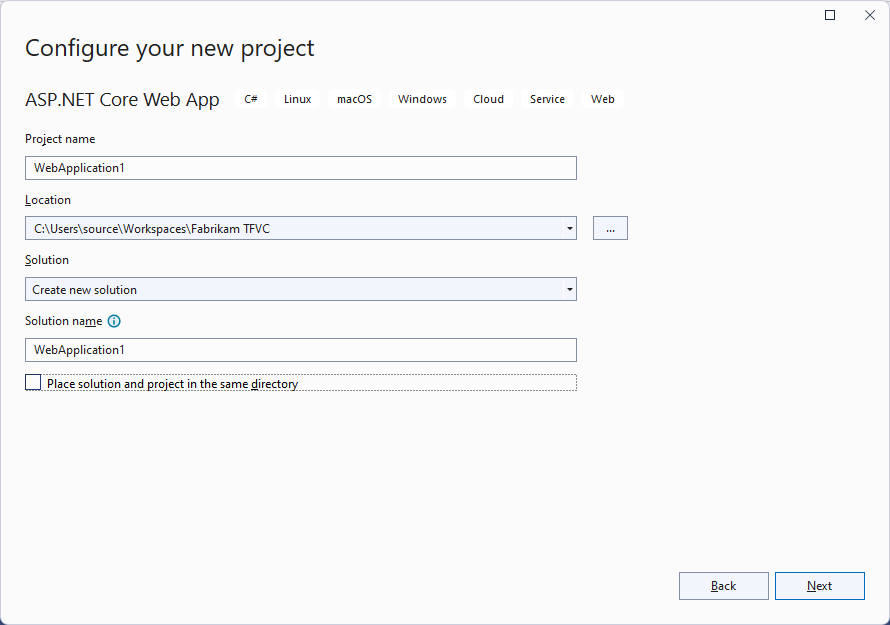 Configure your new project
ASP.NET Core Web App C# Linux macOS Windows Cloud Service Web
Project name
WebApplication1
Location
C:\Users\source\Workspaces\Fabrikam TFVC
...
Solution
Create new solution
Solution name
WebApplication1
Place solution and project in the same directory
Back Next